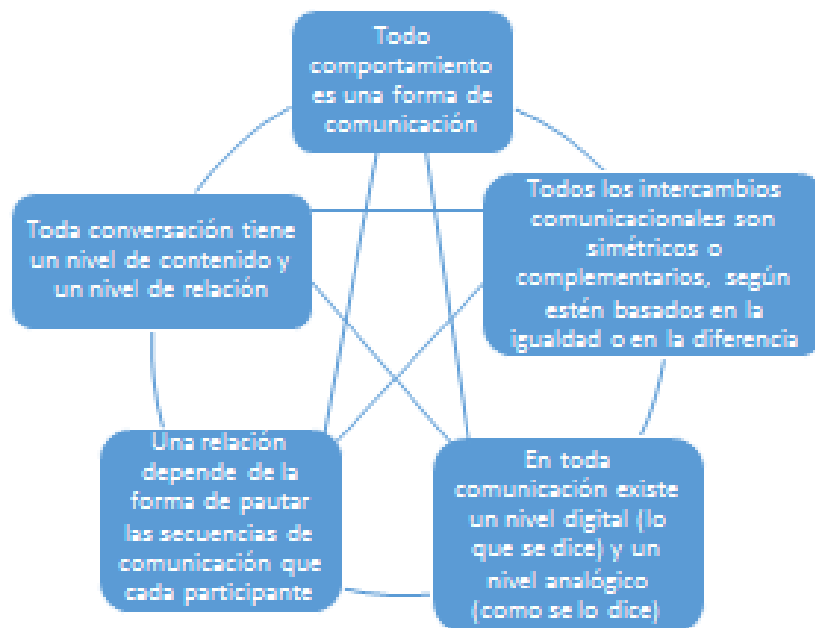 Todo
comportamiento
es una forma de
comunicación
Todos los intercambios
comunicacionales son
simétricos o
complementarios, según
estén basados en la
igualdad o en la diferencia
Toda conversación tiene
un nivel de contenido y
un nivel de relación
Una relación
depende de la
forma de pautar
las secuencias de
comunicación que
cada participante
En toda
comunicación existe
un nivel digital (lo
que se dice) y un
nivel analógico
(como se lo dice)